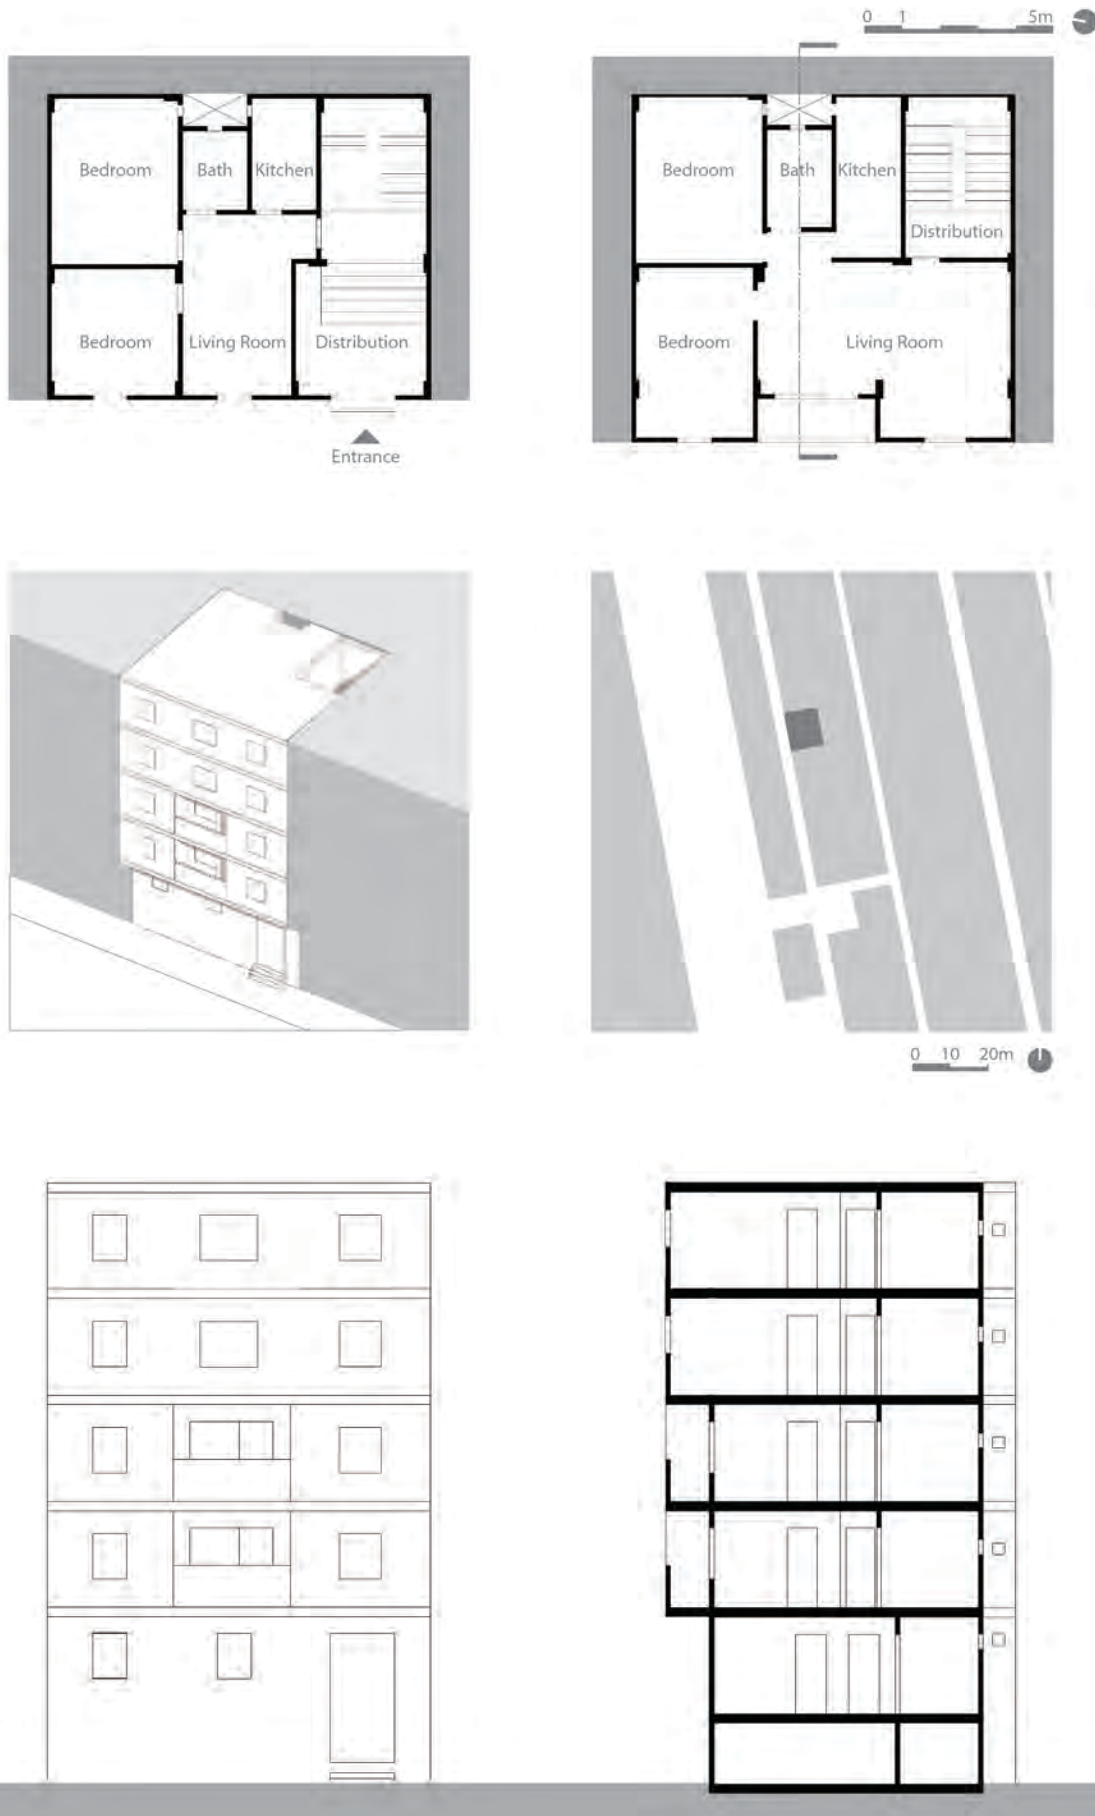 0 1 5m
Bedroom
Bath
Kitchen
Bedroom
Living Room
Distribution
Entrance
Bedroom
Bath
Kitchen
Distribution
Bedroom
Living Room
0 10 20m